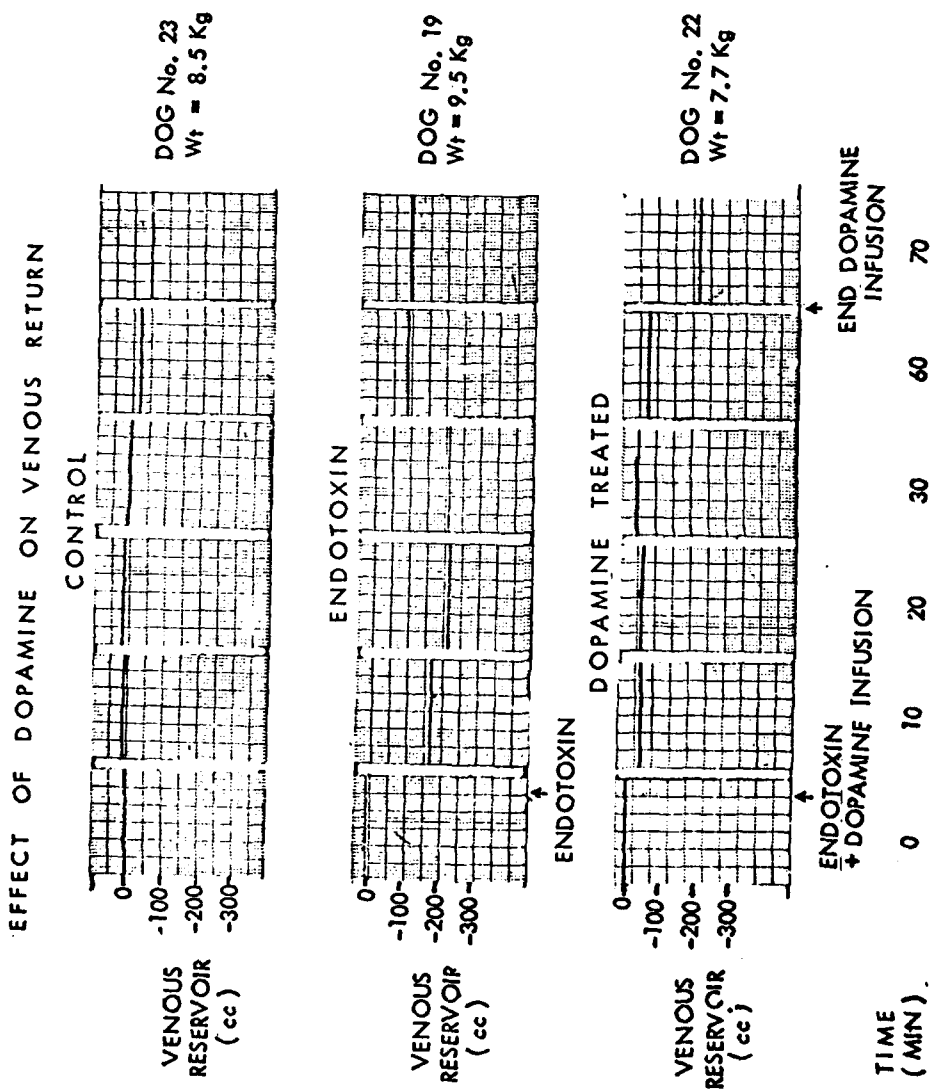 EFFECT OF DOPAMINE ON VENOUS RETURN
CONTROL
VENOUS
RESERVOIR
(cc)
0
-100
-200
-300
DOG No. 23
Wt = 8.5 Kg
ENDOTOXIN
VENOUS
RESERVOIR
(cc)
0
-100
-200
-300
DOG No. 19
Wt = 9.5 Kg
ENDOTOXIN
DOPAMINE TREATED
VENOUS
RESERVOIR
(cc)
0
-100
-200
-300
DOG No. 22
Wt = 7.7 Kg
ENDOTOXIN
+ DOPAMINE INFUSION
END DOPAMINE
INFUSION
TIME
(MIN).
0 10 20 30 60 70